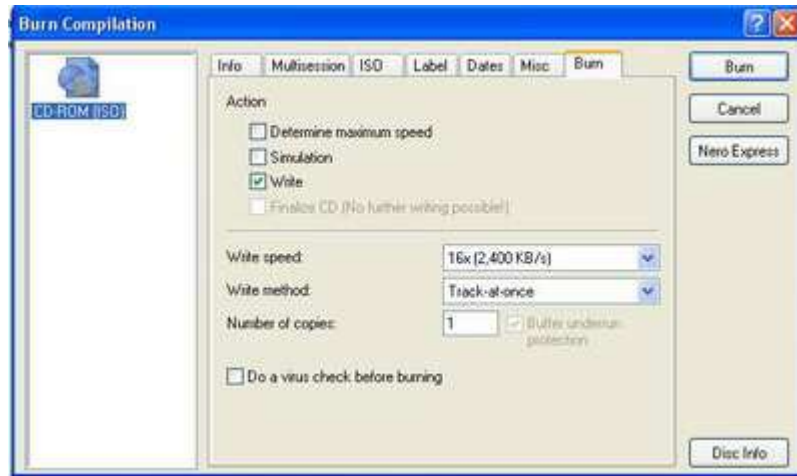 Burn Compilation
CD-ROM (ISO)
Info Multisession ISO Label Dates Misc Burn
Action
Determine maximum speed
Simulation
Write
Finalize CD (No further writing possible!)
Write speed: 16x (2,400 KB/s)
Write method: Track-at-once
Number of copies: 1 Buffer underrun
protection
Do a virus check before burning
Burn
Cancel
Nero Express
Disc Info